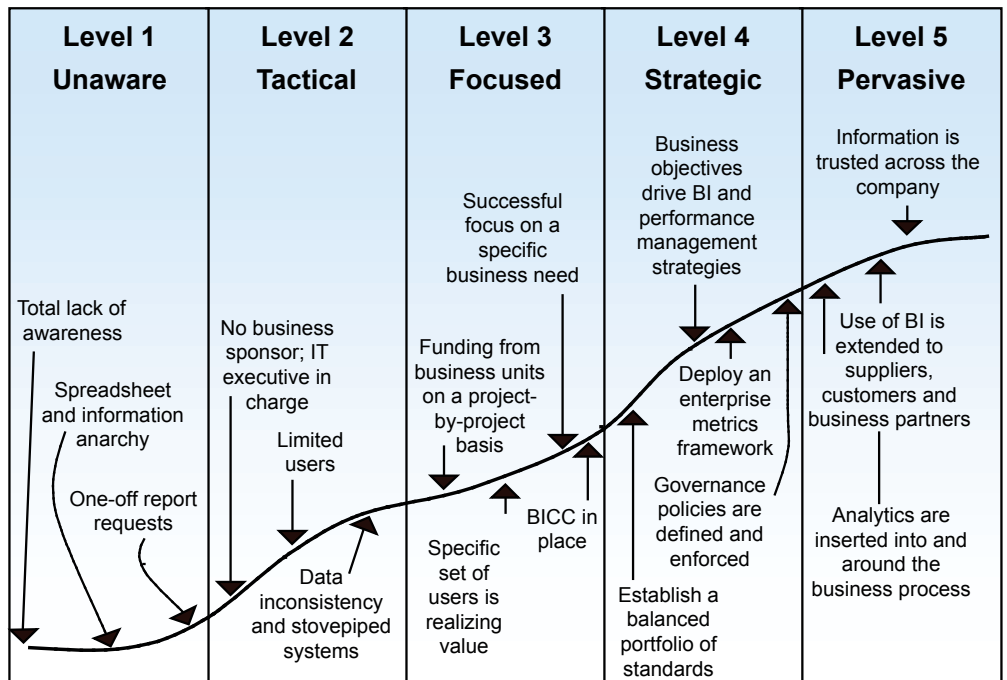 Level 1
Unaware
Total lack of
awareness
Spreadsheet
and information
anarchy
One-off report
requests
Level 2
Tactical
No business
sponsor; IT
executive in
charge
Limited
users
Data
inconsistency
and stovepiped
systems
Level 3
Focused
Successful
focus on a
specific
business need
Funding from
business units
on a project-
by-project
basis
BICC in
place
Specific
set of
users is
realizing
value
Level 4
Strategic
Business
objectives
drive BI and
performance
management
strategies
Deploy an
enterprise
metrics
framework
Governance
policies are
defined and
enforced
Establish a
balanced
portfolio of
standards
Level 5
Pervasive
Information is
trusted across the
company
Use of BI is
extended to
suppliers,
customers and
business partners
Analytics are
inserted into and
around the
business process